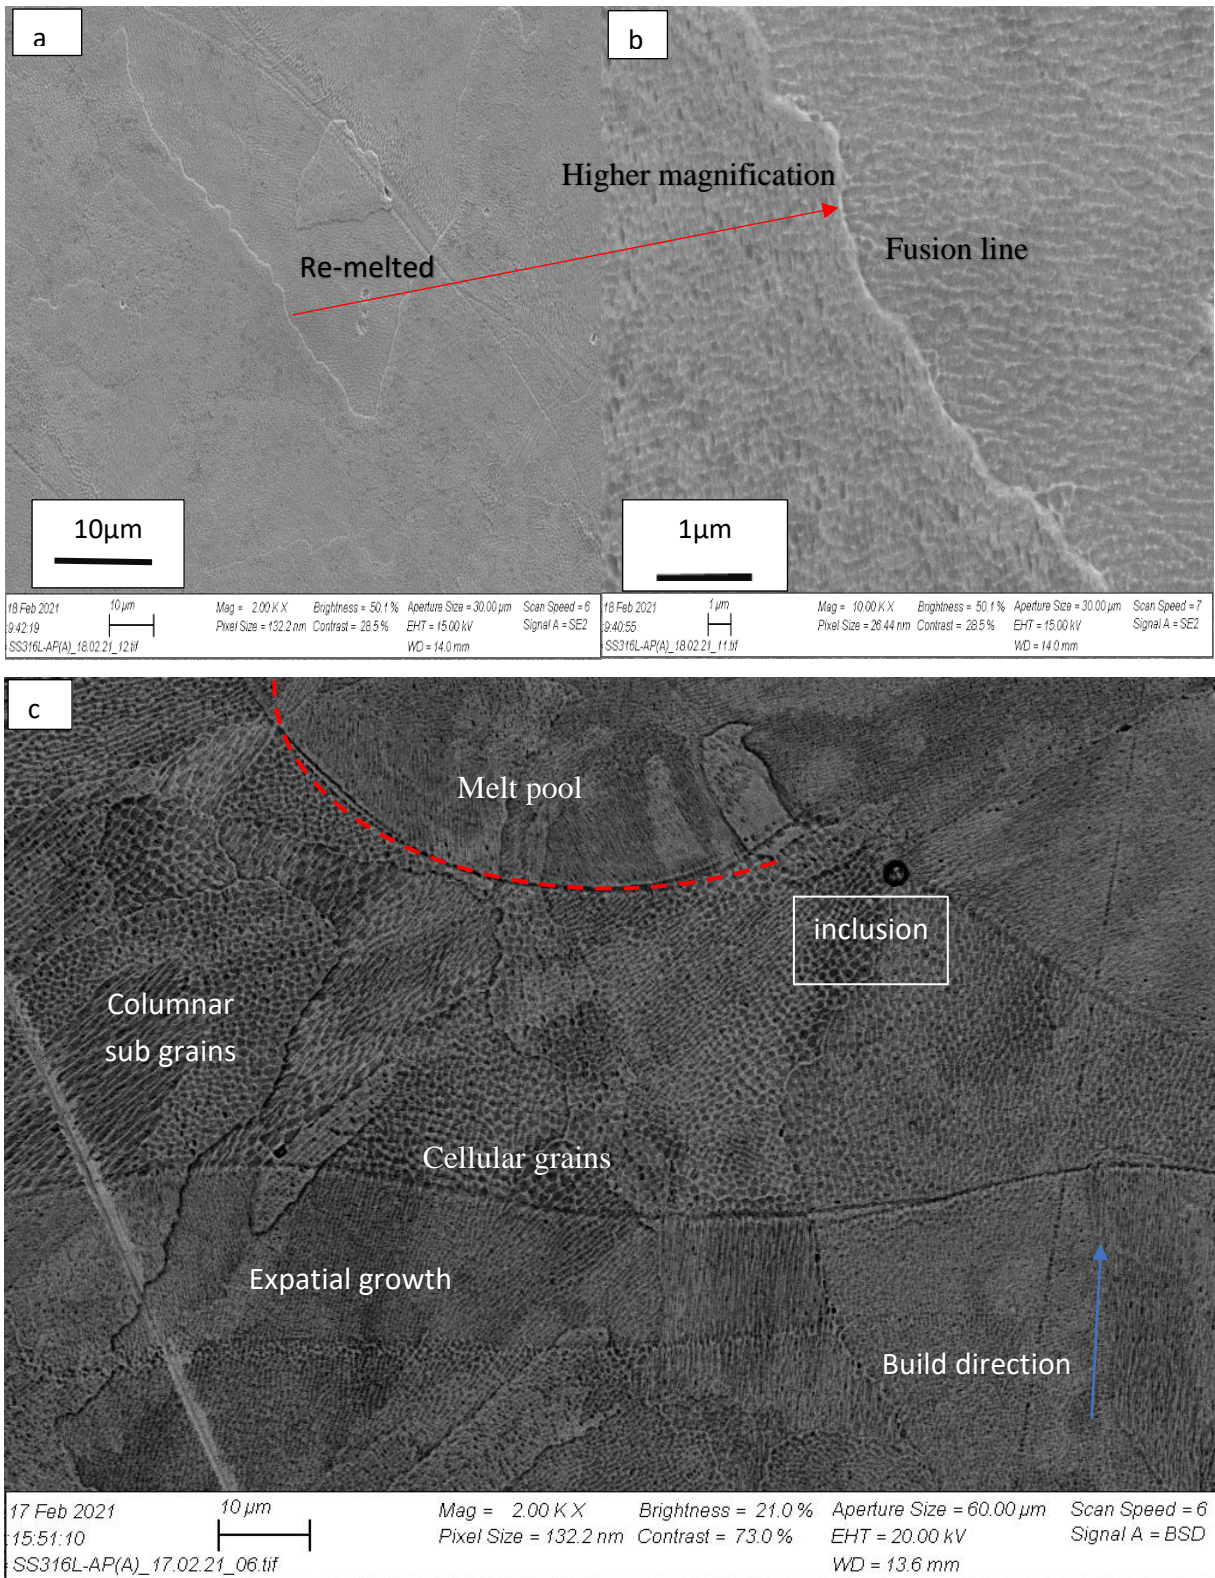 a
b
Higher magnification
Fusion line
Re-melted
10µm
1µm
18 Feb 2021
9:42:19
SS316L-AP(A)_18.02.21_12.tif
10 µm
Mag = 2.00 K X
Pixel Size = 132.2 nm
Brightness = 50.1 %
Contrast = 28.5 %
Aperture Size = 30.00 µm
EHT = 15.00 kV
WD = 14.0 mm
Scan Speed = 6
Signal A = SE2
18 Feb 2021
9:40:55
SS316L-AP(A)_18.02.21_11.tif
1 µm
Mag = 10.00 K X
Pixel Size = 26.44 nm
Brightness = 50.1 %
Contrast = 28.5 %
Aperture Size = 30.00 µm
EHT = 15.00 kV
WD = 14.0 mm
Scan Speed = 7
Signal A = SE2
c
Melt pool
inclusion
Columnar
sub grains
Cellular grains
Expatial growth
Build direction
17 Feb 2021
:15:51:10
SS316L-AP(A)_17.02.21_06.tif
10 µm
Mag = 2.00 K X
Pixel Size = 132.2 nm
Brightness = 21.0 %
Contrast = 73.0 %
Aperture Size = 60.00 µm
EHT = 20.00 kV
WD = 13.6 mm
Scan Speed = 6
Signal A = BSD